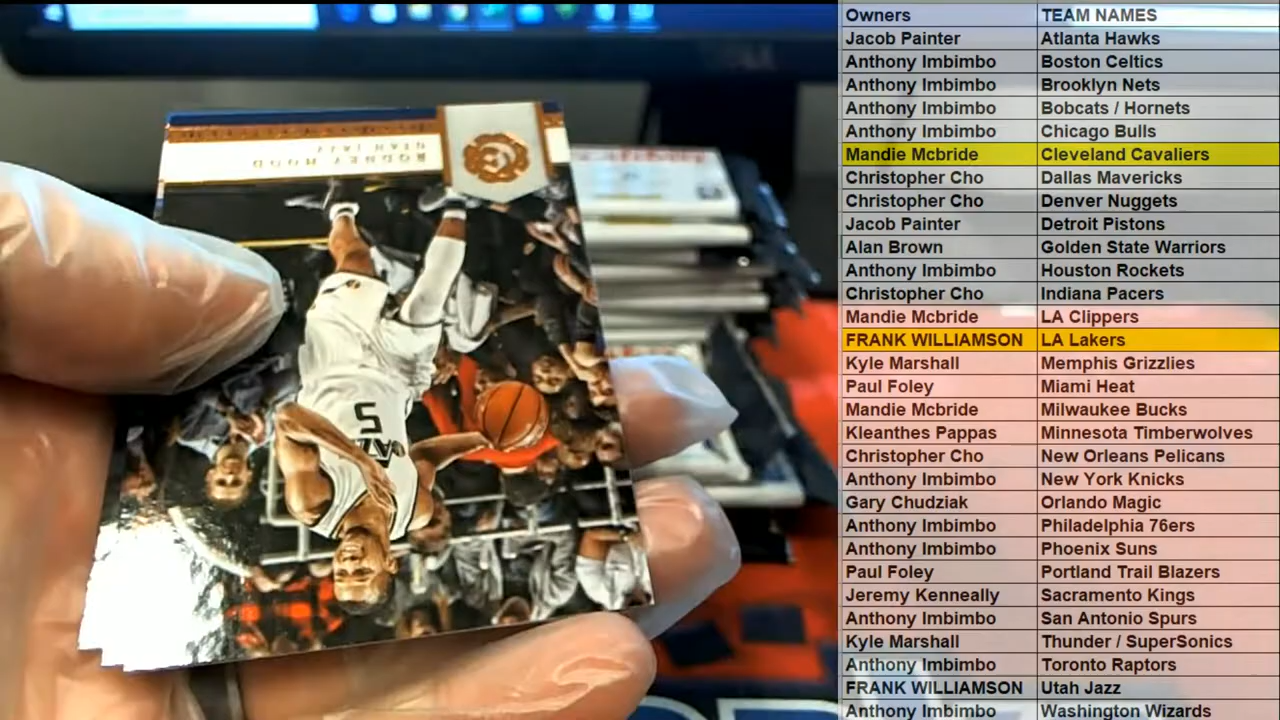 Owners TEAM NAMES
Jacob Painter Atlanta Hawks
Anthony Imbimbo Boston Celtics
Anthony Imbimbo Brooklyn Nets
Anthony Imbimbo Bobcats / Hornets
Anthony Imbimbo Chicago Bulls
Mandie Mcbride Cleveland Cavaliers
Christopher Cho Dallas Mavericks
Christopher Cho Denver Nuggets
Jacob Painter Detroit Pistons
Alan Brown Golden State Warriors
Anthony Imbimbo Houston Rockets
Christopher Cho Indiana Pacers
Mandie Mcbride LA Clippers
FRANK WILLIAMSON LA Lakers
Kyle Marshall Memphis Grizzlies
Paul Foley Miami Heat
Mandie Mcbride Milwaukee Bucks
Kleanthes Pappas Minnesota Timberwolves
Christopher Cho New Orleans Pelicans
Anthony Imbimbo New York Knicks
Gary Chudziak Orlando Magic
Anthony Imbimbo Philadelphia 76ers
Anthony Imbimbo Phoenix Suns
Paul Foley Portland Trail Blazers
Jeremy Kenneally Sacramento Kings
Anthony Imbimbo San Antonio Spurs
Kyle Marshall Thunder / SuperSonics
Anthony Imbimbo Toronto Raptors
FRANK WILLIAMSON Utah Jazz
Anthony Imbimbo Washington Wizards
RODNEY HOOD
UTAH JAZZ
5